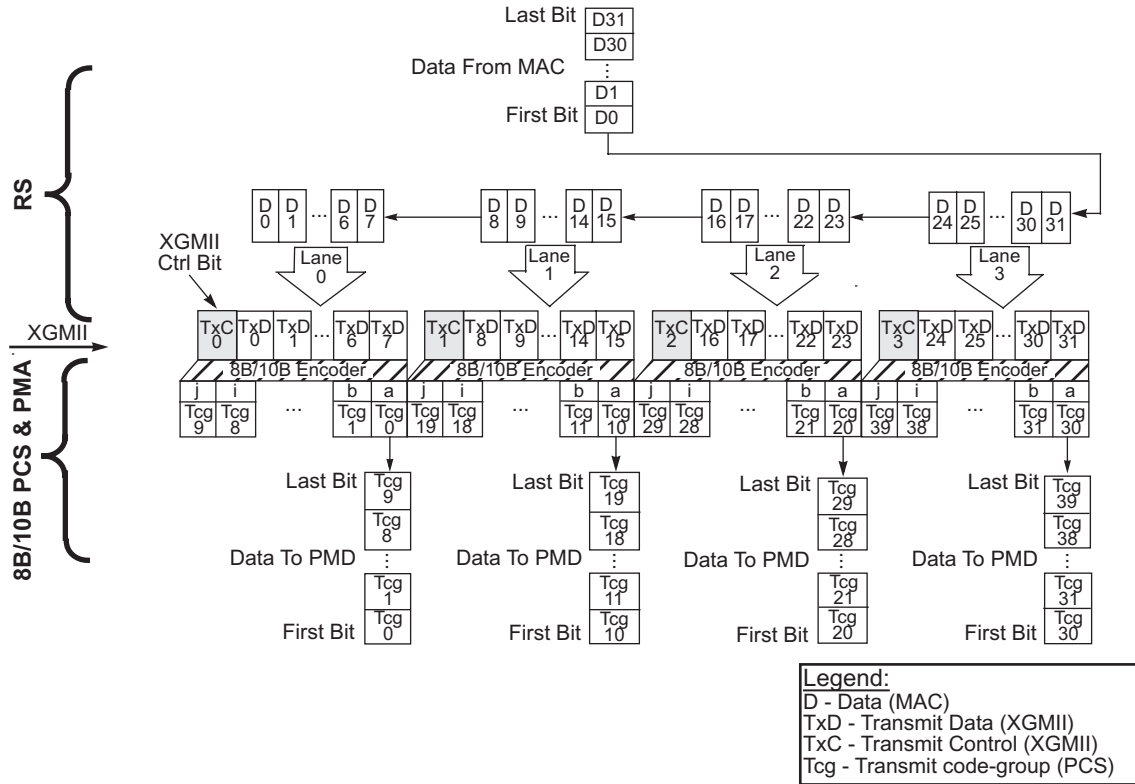 Last Bit
D31
D30
Data From MAC
...
D1
First Bit
D0
RS
D 0 D 1 ... D 6 D 7
D 8 D 9 ... D 14 D 15
D 16 D 17 ... D 22 D 23
D 24 D 25 ... D 30 D 31
XGMII
Ctrl Bit
Lane 0
Lane 1
Lane 2
Lane 3
XGMII
TxC 0 TxD 0 TxD 1 ... TxD 6 TxD 7
TxC 1 TxD 8 TxD 9 ... TxD 14 TxD 15
TxC 2 TxD 16 TxD 17 ... TxD 22 TxD 23
TxC 3 TxD 24 TxD 25 ... TxD 30 TxD 31
8B/10B Encoder
8B/10B Encoder
8B/10B Encoder
8B/10B Encoder
8B/10B PCS & PMA
j i b a
Tcg 9 Tcg 8 ... Tcg 1 Tcg 0
j i b a
Tcg 19 Tcg 18 ... Tcg 11 Tcg 10
j i b a
Tcg 29 Tcg 28 ... Tcg 21 Tcg 20
j i b a
Tcg 39 Tcg 38 ... Tcg 31 Tcg 30
Last Bit
Tcg 9
Tcg 8
Data To PMD
...
Tcg 1
First Bit
Tcg 0
Last Bit
Tcg 19
Tcg 18
Data To PMD
...
Tcg 11
First Bit
Tcg 10
Last Bit
Tcg 29
Tcg 28
Data To PMD
...
Tcg 21
First Bit
Tcg 20
Last Bit
Tcg 39
Tcg 38
Data To PMD
...
Tcg 31
First Bit
Tcg 30
Legend:
D - Data (MAC)
TxD - Transmit Data (XGMII)
TxC - Transmit Control (XGMII)
Tcg - Transmit code-group (PCS)